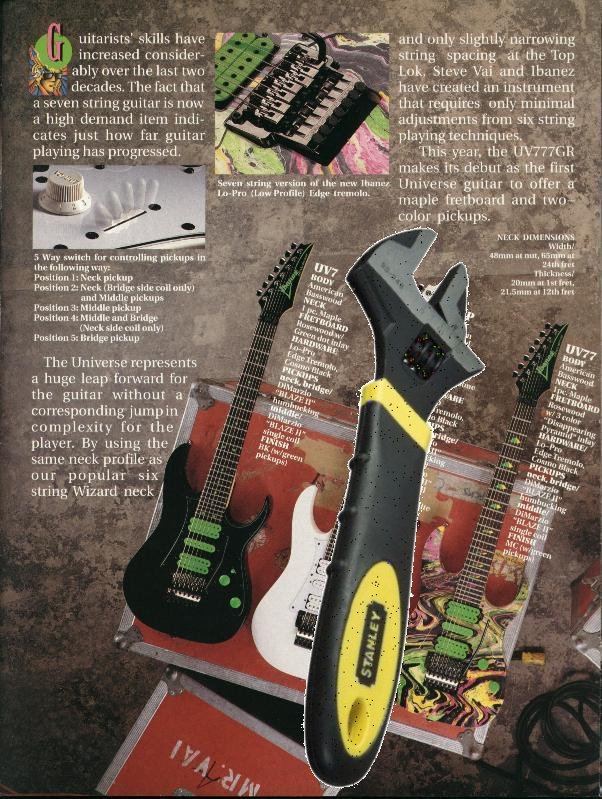 Guitarists' skills have
increased consider-
ably over the last two
decades. The fact that
a seven string guitar is now
a high demand item indi-
cates just how far guitar
playing has progressed.
5 Way switch for controlling pickups in
the following way:
Position 1: Neck pickup
Position 2: Neck (Bridge side coil only)
and Middle pickups
Position 3: Middle pickup
Position 4: Middle and Bridge
(Neck side coil only)
Position 5: Bridge pickup
The Universe represents
a huge leap forward for
the guitar without a
corresponding jump in
complexity for the
player. By using the
same neck profile as
our popular six
string Wizard neck
Seven string version of the new Ibanez
Lo-Pro (Low Profile) Edge tremolo.
and only slightly narrowing
string spacing at the Top
Lok, Steve Vai and Ibanez
have created an instrument
that requires only minimal
adjustments from six string
playing techniques.
This year, the UV777GR
makes its debut as the first
Universe guitar to offer a
maple fretboard and two-
color pickups.
NECK DIMENSIONS
Width/
48mm at nut, 65mm at
24th fret
Thickness/
20mm at 1st fret,
21.5mm at 12th fret
UV7
BODY
American
Basswood
NECK
1 pc. Maple
FRETBOARD
Rosewood w/
Green dot inlay
HARDWARE
Lo-Pro
Edge Tremolo,
Cosmo Black
PICKUPS
neck, bridge/
DiMarzio
"BLAZE II"
humbucking
middle/
DiMarzio
"BLAZE II"
single coil
FINISH
BK (w/green
pickups)
UV77
BODY
American
Basswood
NECK
1 pc. Maple
FRETBOARD
Rosewood
w/3 color
"Disappearing
Pyramid" inlay
HARDWARE/
Lo-Pro
Edge Tremolo,
Cosmo Black
PICKUPS
neck, bridge/
DiMarzio
"BLAZE II"
humbucking
middle/
DiMarzio
"BLAZE II"
single coil
FINISH
MC (w/green
pickups)
STANLEY
MR. VAI